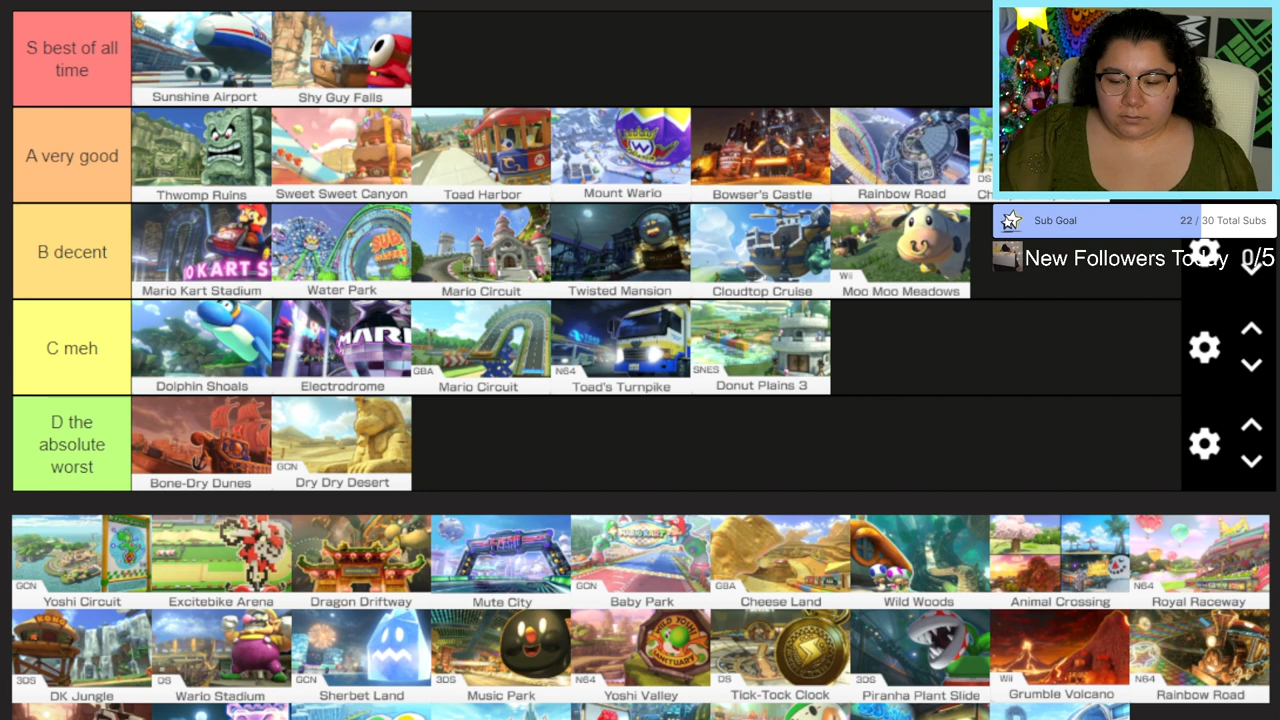 S best of all
time
Sunshine Airport
Shy Guy Falls
A very good
Thwomp Ruins
Sweet Sweet Canyon
Toad Harbor
Mount Wario
W
Bowser's Castle
Rainbow Road
DS
Ch
Sub Goal
22 / 30 Total Subs
New Followers Today 0/5
B decent
Mario Kart Stadium
Water Park
Mario Circuit
Twisted Mansion
Cloudtop Cruise
Wii
Moo Moo Meadows
C meh
Dolphin Shoals
Electrodrome
GBA
Mario Circuit
N64
Toad's Turnpike
SNES
Donut Plains 3
D the
absolute
worst
Bone-Dry Dunes
GCN
Dry Dry Desert
GCN
Yoshi Circuit
Excitebike Arena
Dragon Driftway
Mute City
GCN
Baby Park
GBA
Cheese Land
Wild Woods
Animal Crossing
N64
Royal Raceway
3DS
DK Jungle
DS
Wario Stadium
GCN
Sherbet Land
3DS
Music Park
N64
Yoshi Valley
DS
Tick-Tock Clock
3DS
Piranha Plant Slide
Wii
Grumble Volcano
N64
Rainbow Road